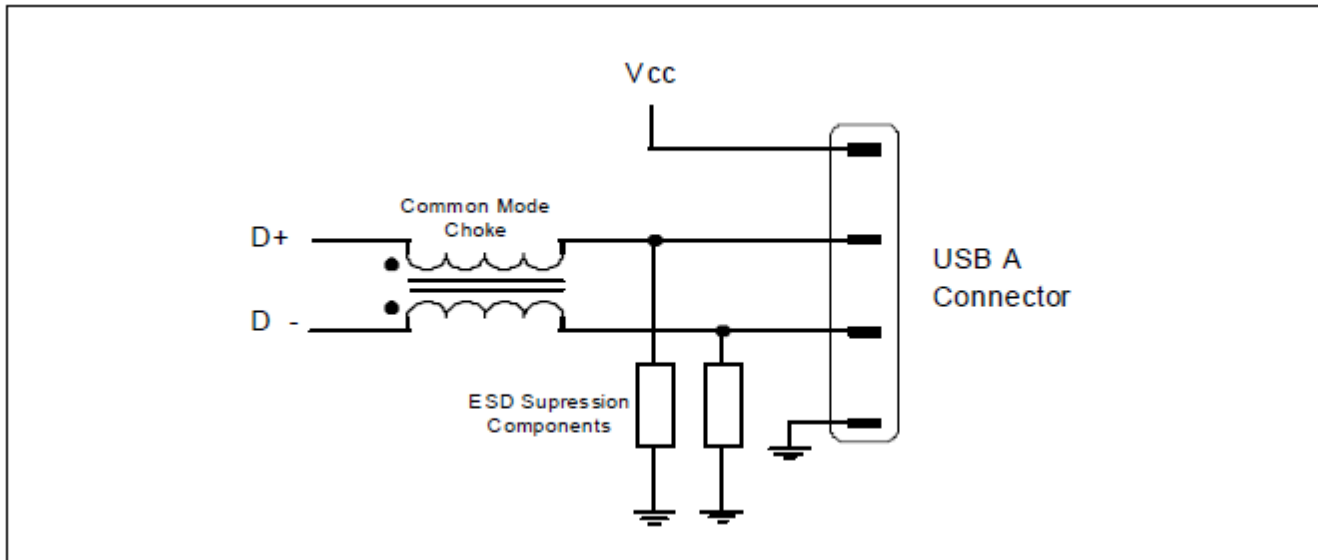 Vcc
Common Mode
Choke
D+
D -
USB A
Connector
ESD Supression
Components